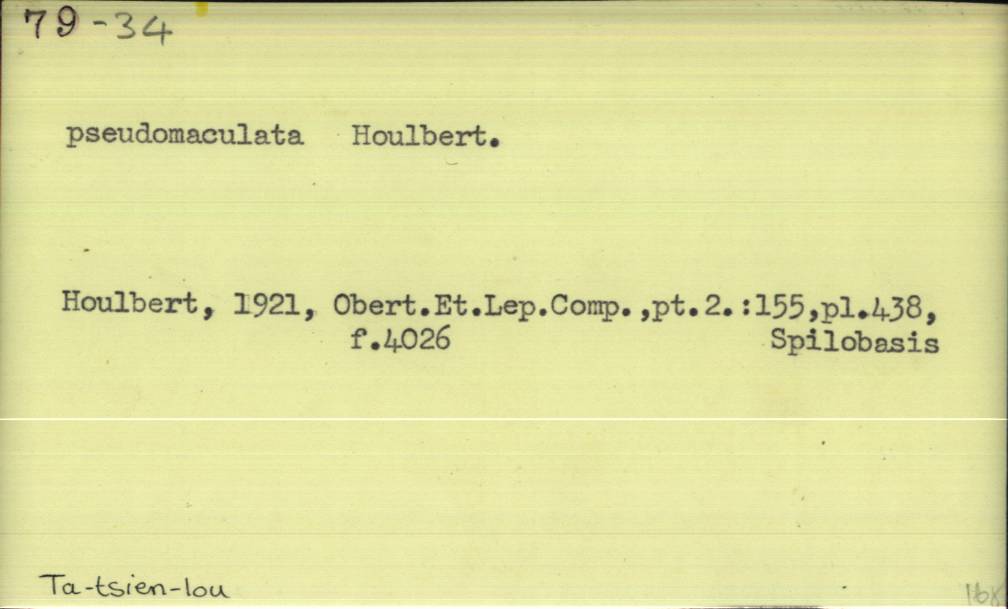 79-34
pseudomaculata Houlbert.
Houlbert, 1921, Obert.Et.Lep.Comp.,pt.2.:155,pl.438,
f.4026 Spilobasis
Ta-tsien-lou